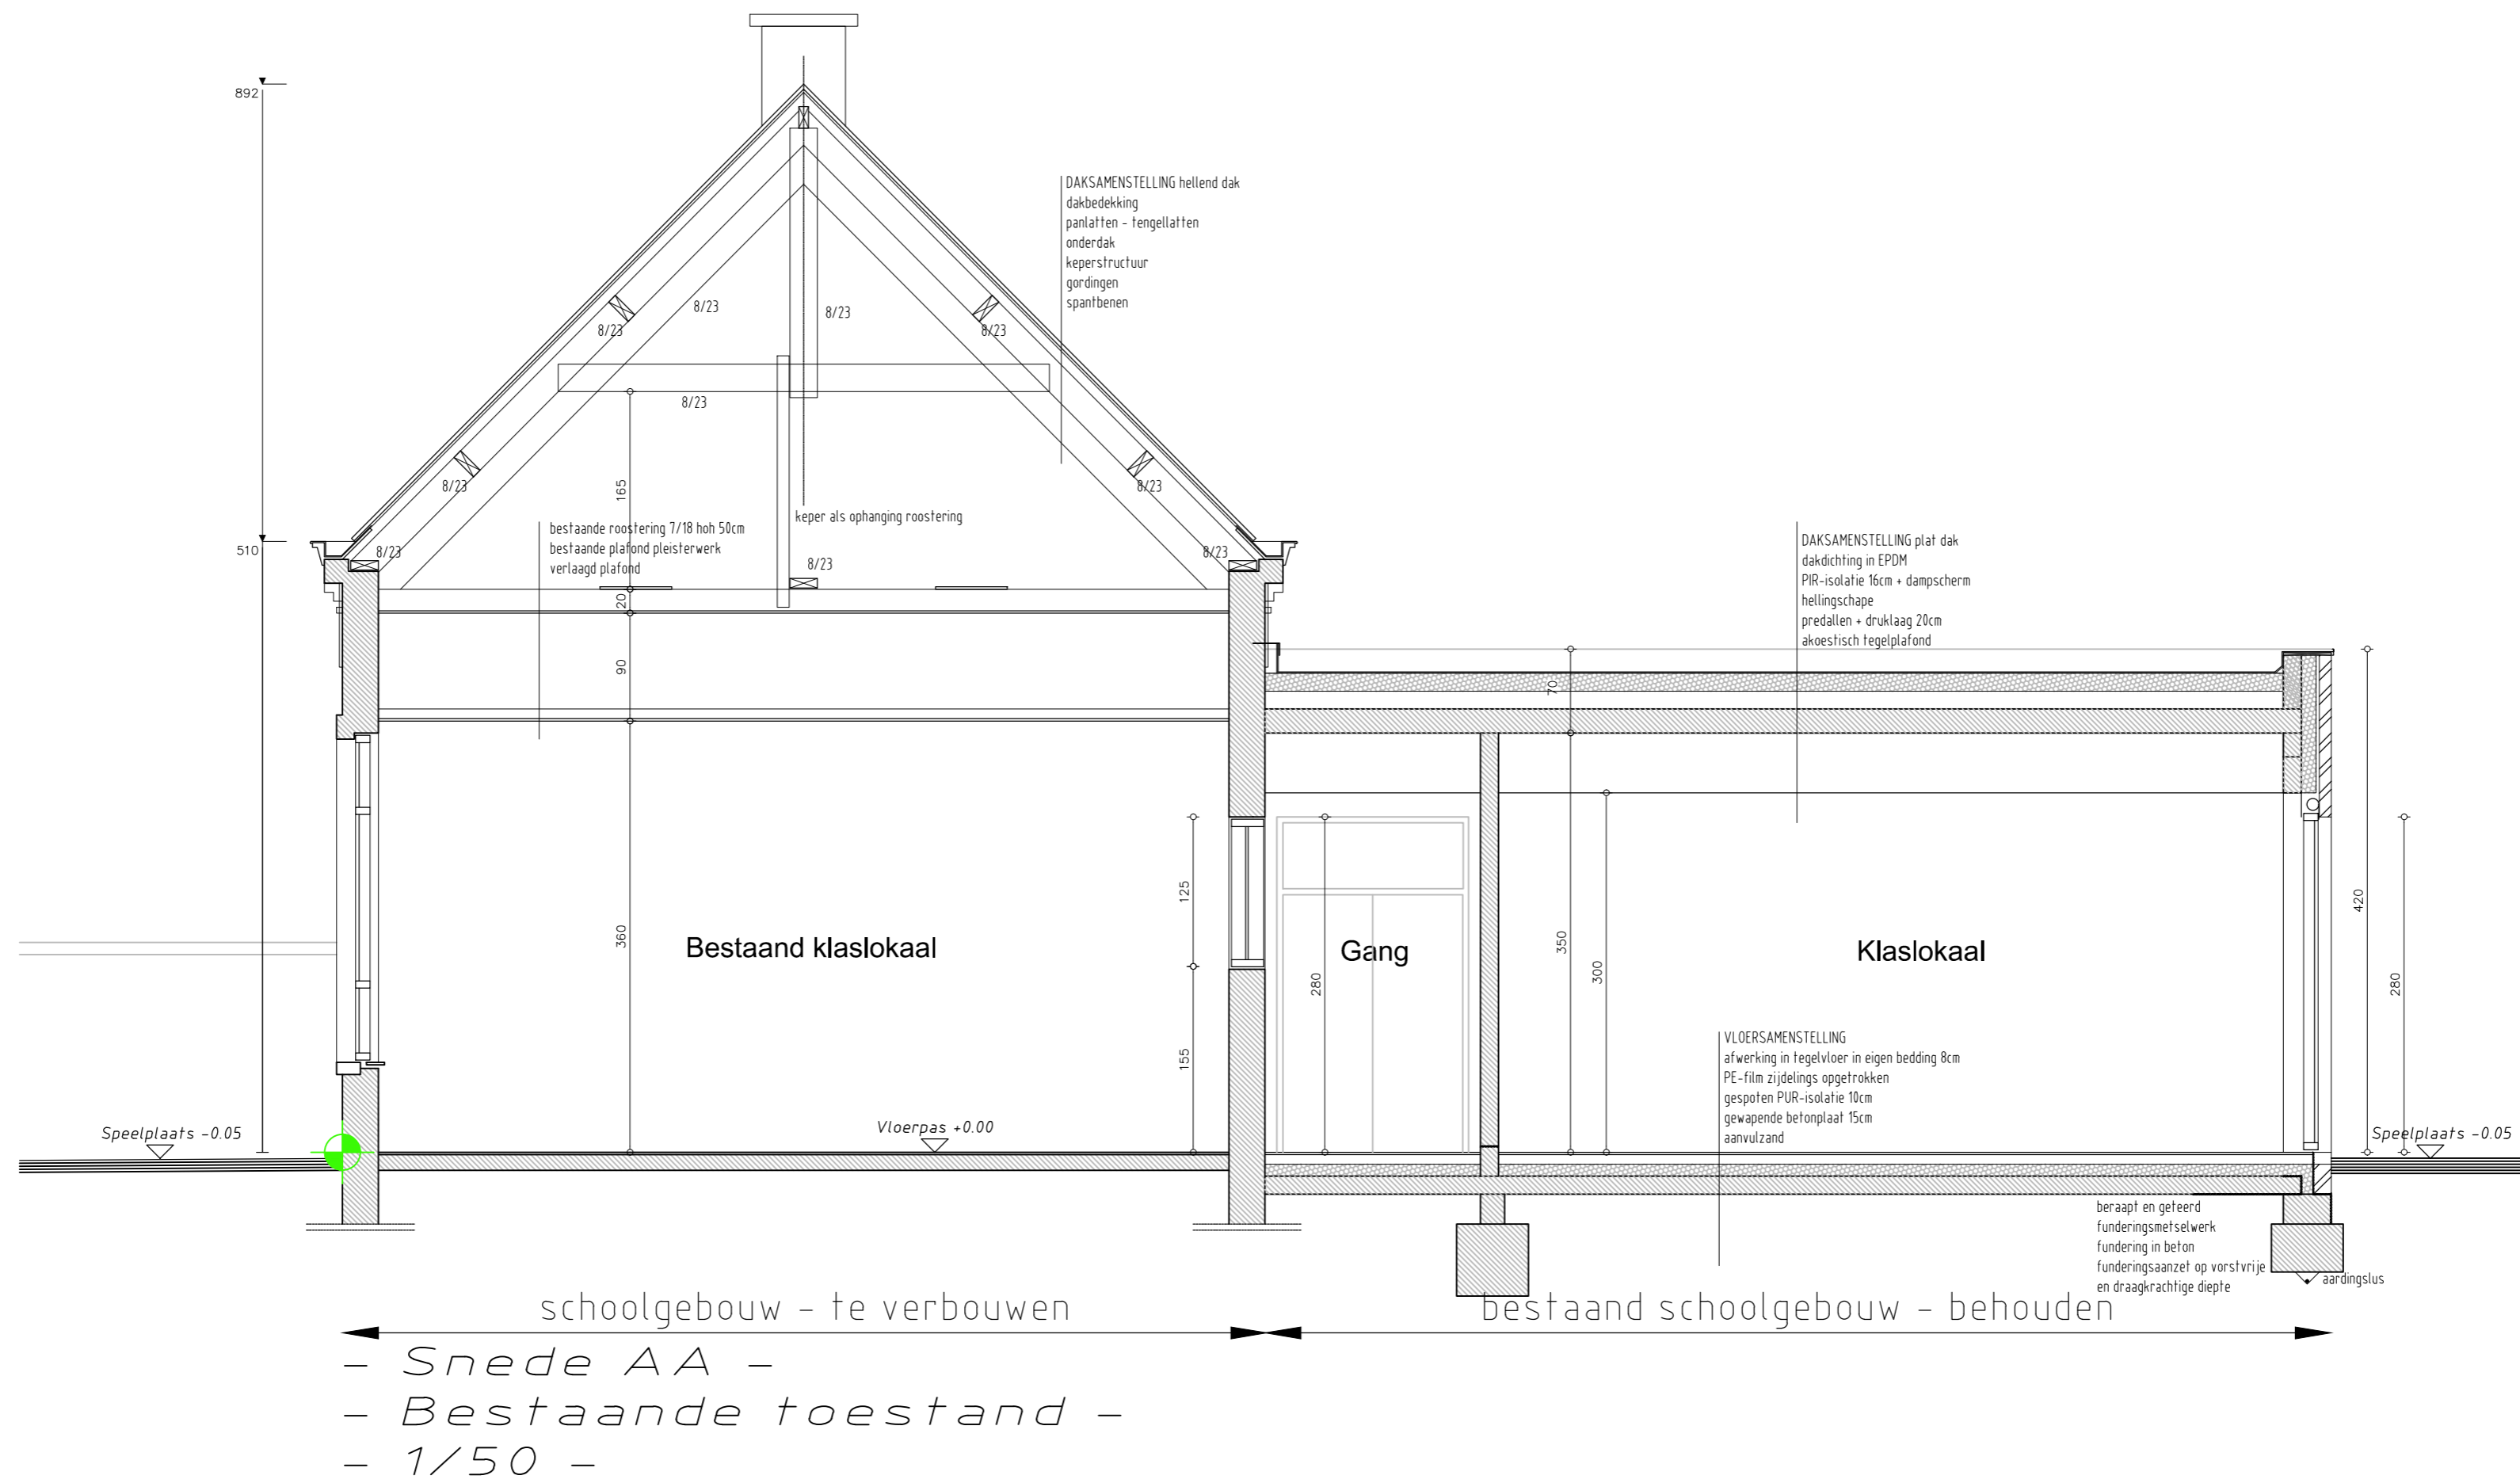 892
DAKSAMENSTELLING hellend dak
dakbedekking
panlatten - tengellatten
onderdak
keperstructuur
gordingen
spantbenen
8/23
8/23
8/23
8/23
8/23
8/23
8/23
165
keper als ophanging roostering
bestaande roostering 7/18 hoh 50cm
bestaande plafond pleisterwerk
verlaagd plafond
510
8/23
8/23
8/23
20
90
DAKSAMENSTELLING plat dak
dakdichting in EPDM
PIR-isolatie 16cm + dampscherm
hellingschape
predallen + druklaag 20cm
akoestisch tegelplafond
70
125
420
360
Bestaand klaslokaal
Gang
350
Klaslokaal
300
280
280
155
VLOERSAMENSTELLING
afwerking in tegelvloer in eigen bedding 8cm
PE-film zijdelings opgetrokken
gespoten PUR-isolatie 10cm
gewapende betonplaat 15cm
aanvulzand
Speelplaats -0.05
Vloerpas +0.00
Speelplaats -0.05
beraapt en geteerd
funderingsmetselwerk
fundering in beton
funderingsaanzet op vorstvrije
en draagkrachtige diepte
aardingslus
schoolgebouw - te verbouwen
bestaand schoolgebouw - behouden
- Snede AA -
- Bestaande toestand -
- 1/50 -